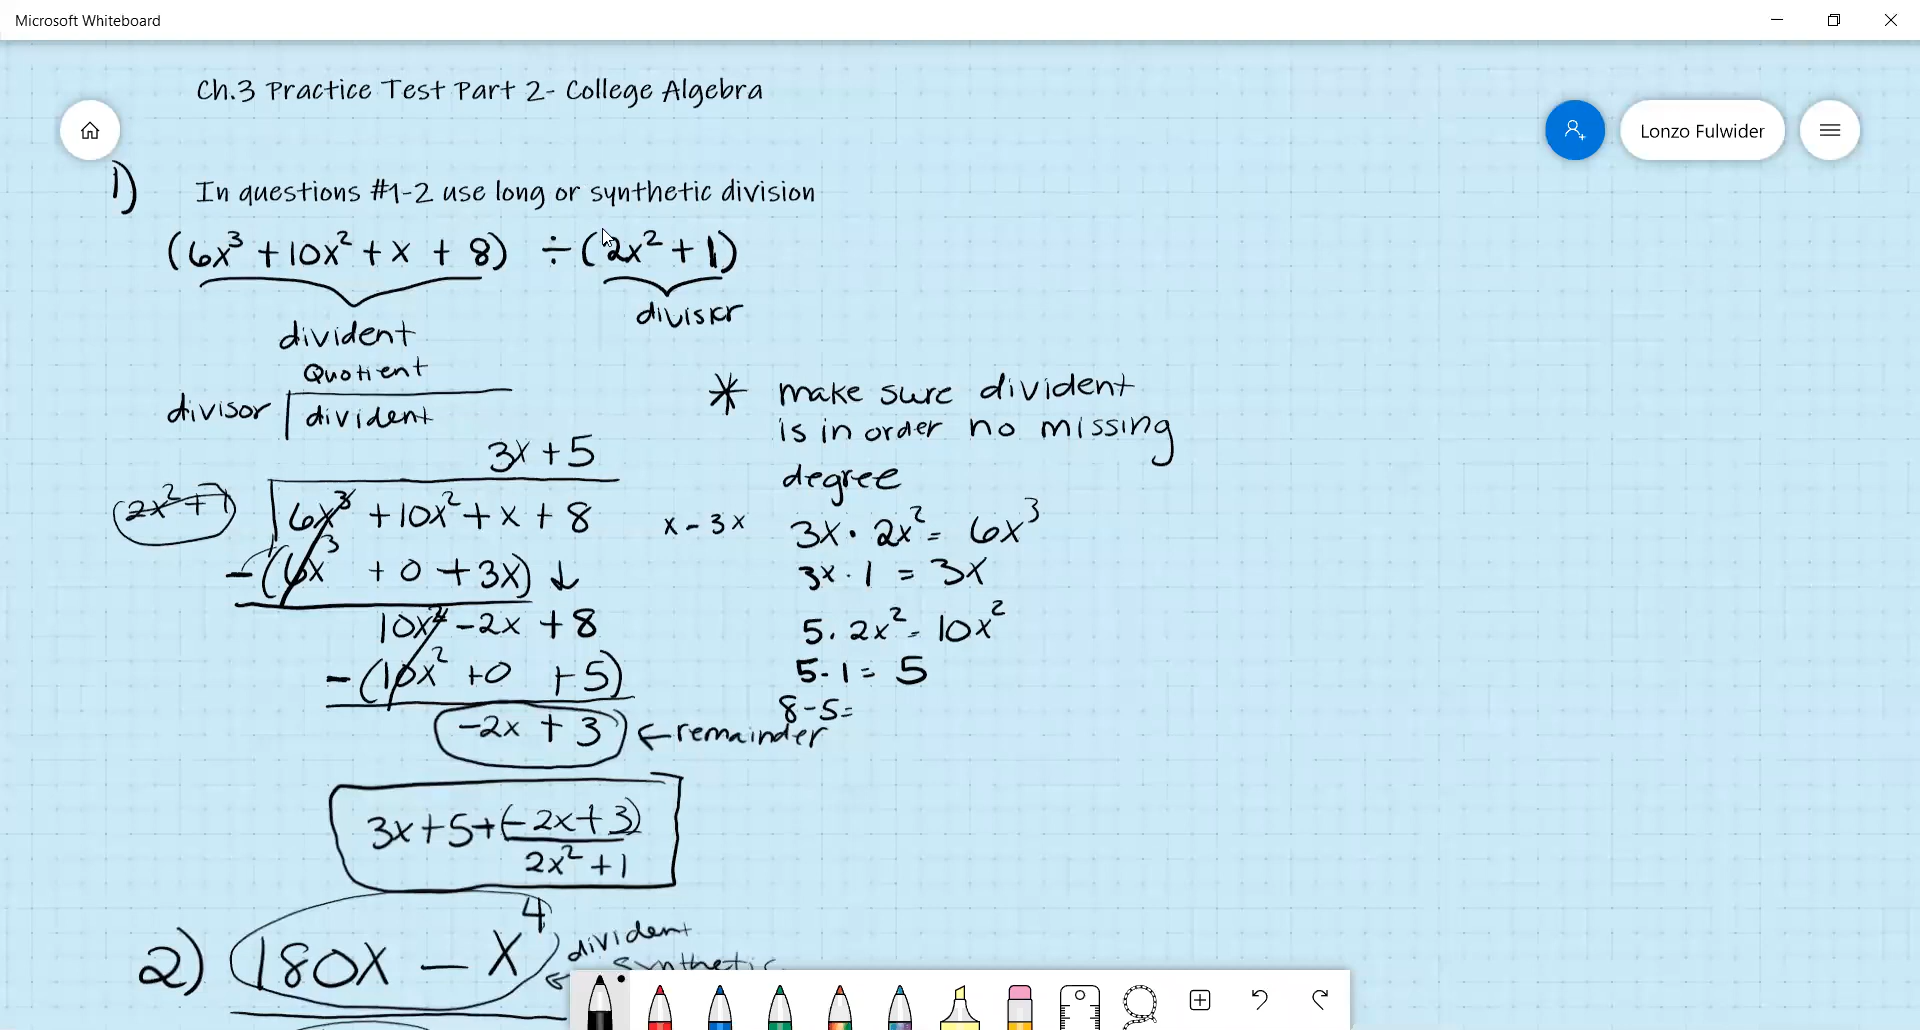 Microsoft Whiteboard
Ch.3 Practice Test Part 2- College Algebra
Lonzo Fulwider
1) In questions #1-2 use long or synthetic division
(6x³ + 10x² + x + 8) ÷ (2x² + 1)
divisor
divident
Quotient
divisor divident
* make sure divident
is in order no missing
degree
3x + 5
2x² + 1 6x³ + 10x² + x + 8
x - 3x
3x · 2x² = 6x³
-(6x³ + 0 + 3x) ↓
3x · 1 = 3x
10x² - 2x + 8
5 · 2x² = 10x²
-(10x² + 0 + 5)
5 · 1 = 5
8 - 5 =
-2x + 3 ← remainder
3x + 5 + (-2x + 3)
2x² + 1
2) 180x - x⁴ ← divident
synthetic